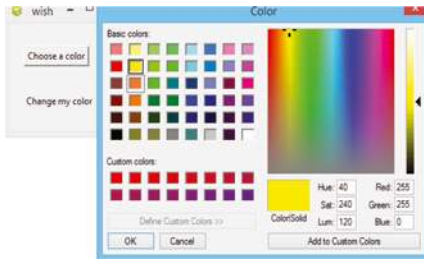 wish
Color
Choose a color
Change my color
Basic colors:
Custom colors:
Define Custom Colors >>
OK
Cancel
Color|Solid
Hue: 40
Sat: 240
Lum: 120
Red: 255
Green: 255
Blue: 0
Add to Custom Colors